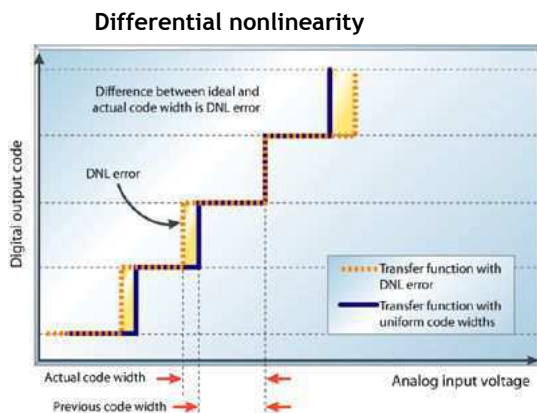 Differential nonlinearity
Difference between ideal and
actual code width is DNL error
DNL error
Digital output code
Transfer function with
DNL error
Transfer function with
uniform code widths
Actual code width
Analog input voltage
Previous code width